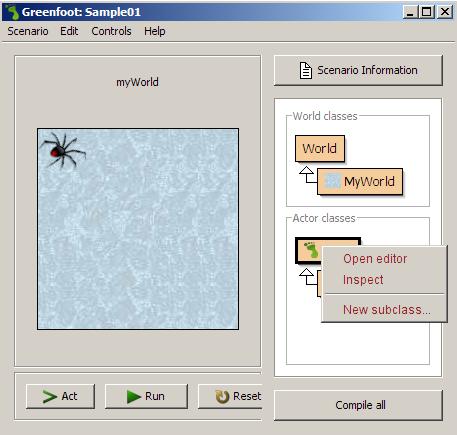 Greenfoot: Sample01
Scenario Edit Controls Help
myWorld
Scenario Information
World classes
World
MyWorld
Actor classes
Open editor
Inspect
New subclass...
Act Run Reset
Compile all